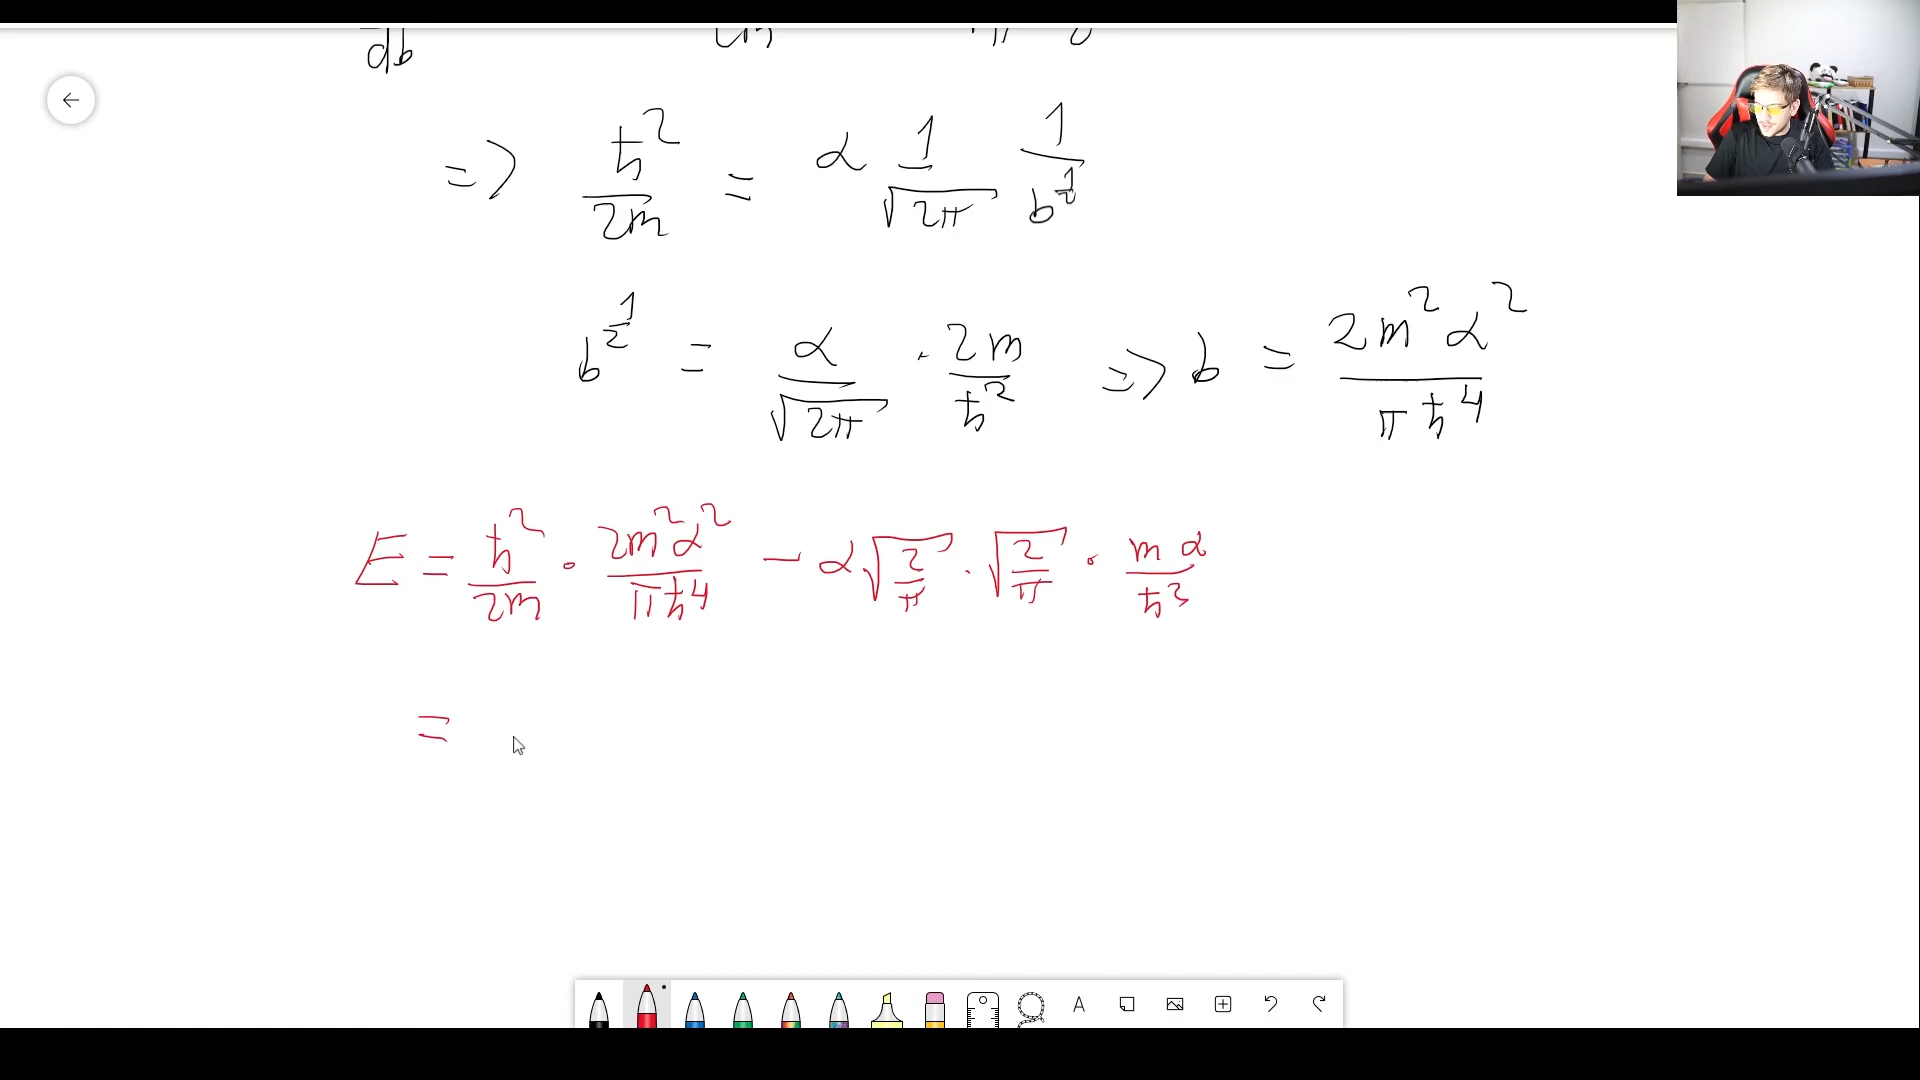 db
=> ħ²/2m = α 1/√2π 1/b^1/2
b^1/2 = α/√2π · 2m/ħ² => b = 2m²α²/πħ⁴
E = ħ²/2m · 2m²α²/πħ⁴ - α√2/π · √2/π · mα/ħ³
=
A